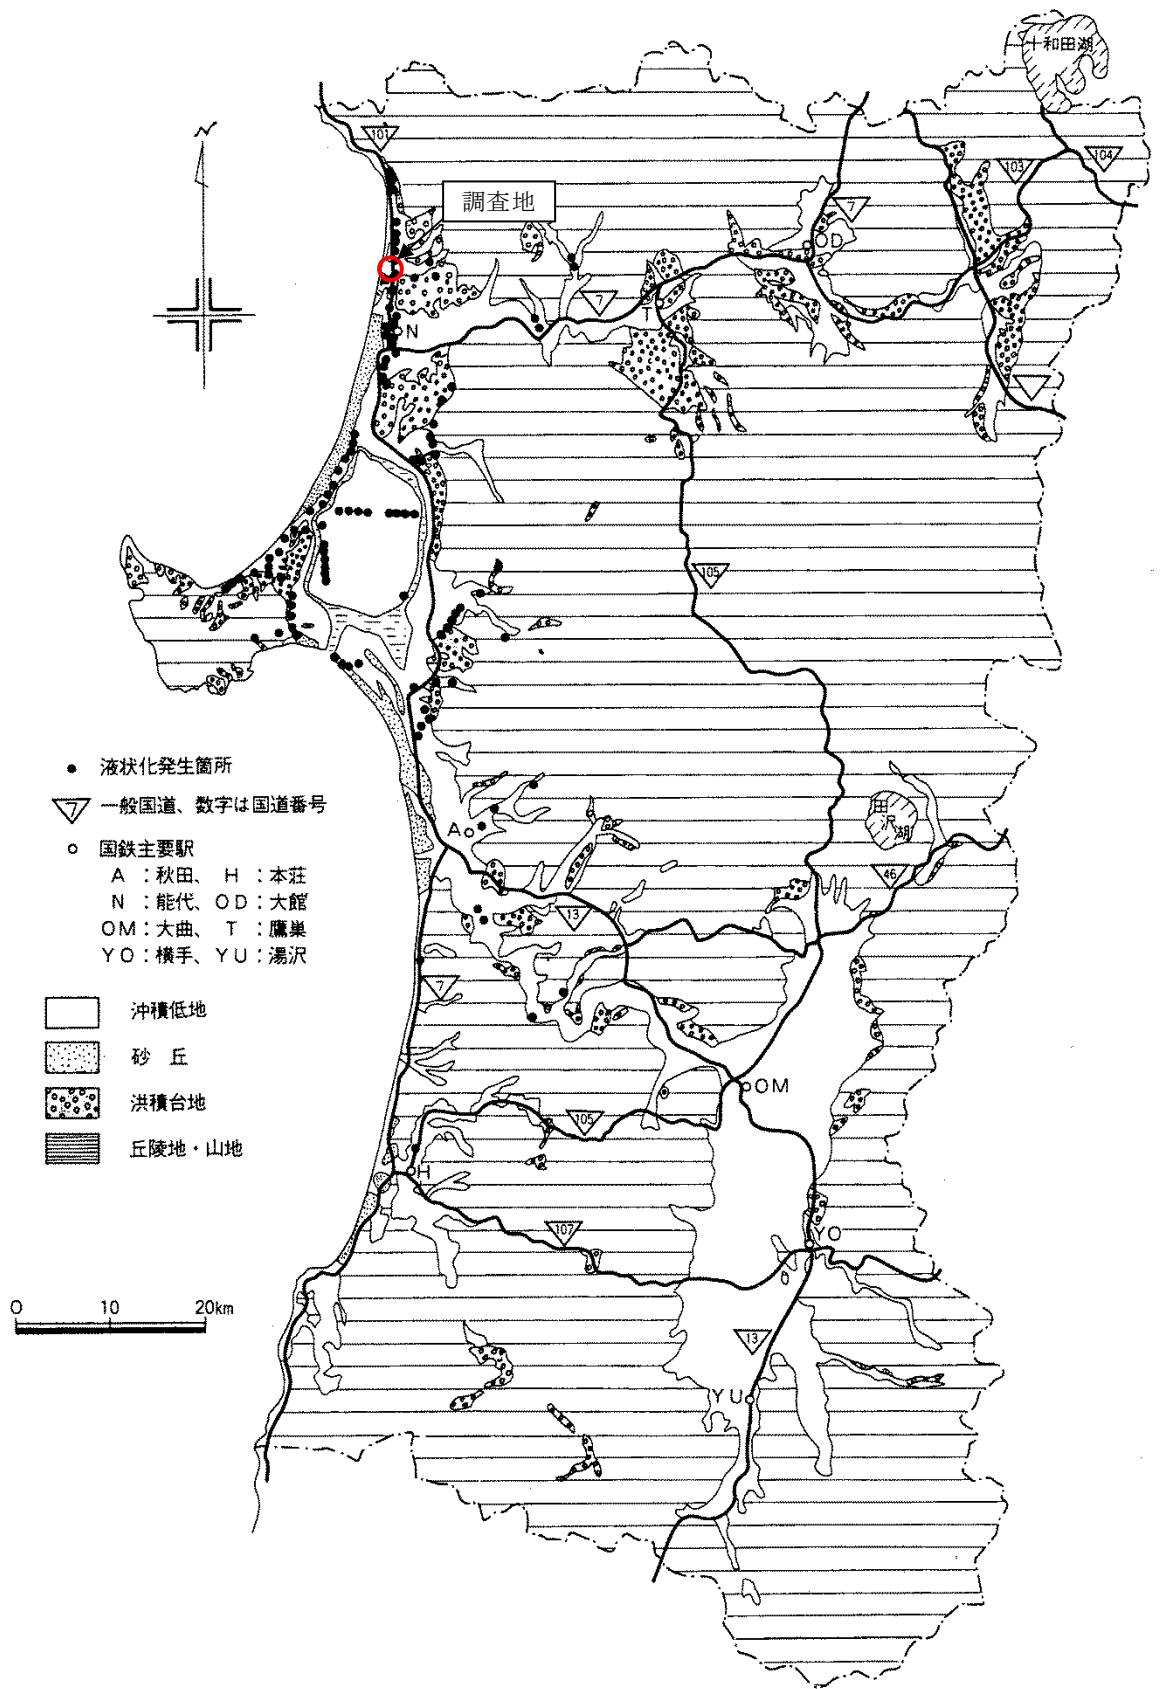 十和田湖
N
101
104
103
調査地
7
OD
7
T
N
105
液状化発生箇所
7 一般国道、数字は国道番号
国鉄主要駅
A :秋田、 H :本荘
N :能代、OD:大館
OM:大曲、 T :鷹巣
YO:横手、YU:湯沢
田沢湖
A
46
13
7
沖積低地
砂 丘
洪積台地
丘陵地・山地
OM
105
H
107
YO
0 10 20km
13
YU